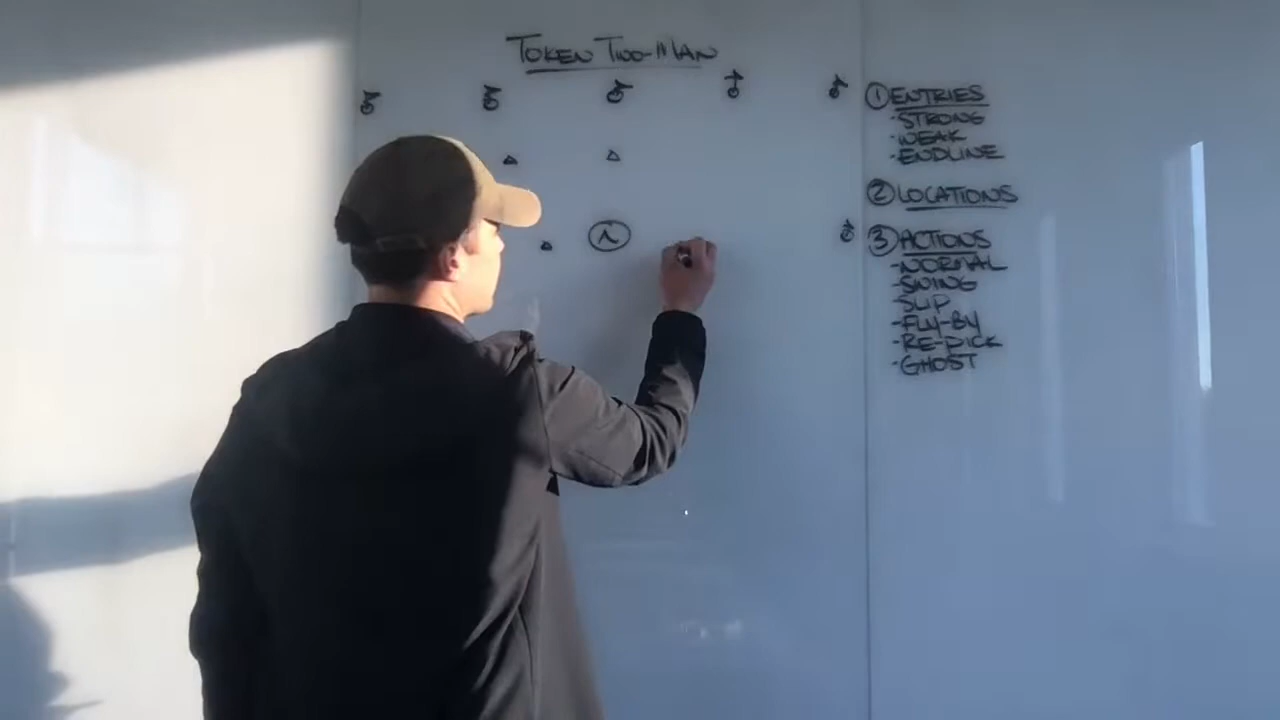 TOKEN TWO-MAN
① ENTRIES
·STRONG
·WEAK
·ENDLINE
② LOCATIONS
③ ACTIONS
-NORMAL
-SWING
-SLIP
-FLY-BY
-RE-PICK
-GHOST